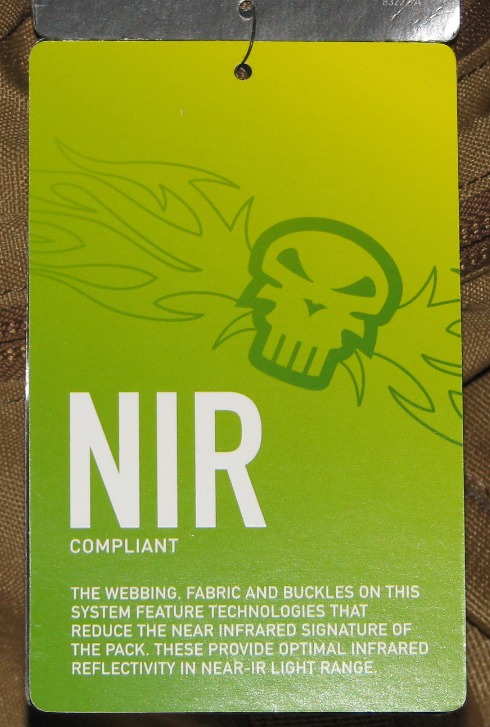 NIR
COMPLIANT
THE WEBBING, FABRIC AND BUCKLES ON THIS
SYSTEM FEATURE TECHNOLOGIES THAT
REDUCE THE NEAR INFRARED SIGNATURE OF
THE PACK. THESE PROVIDE OPTIMAL INFRARED
REFLECTIVITY IN NEAR-IR LIGHT RANGE.